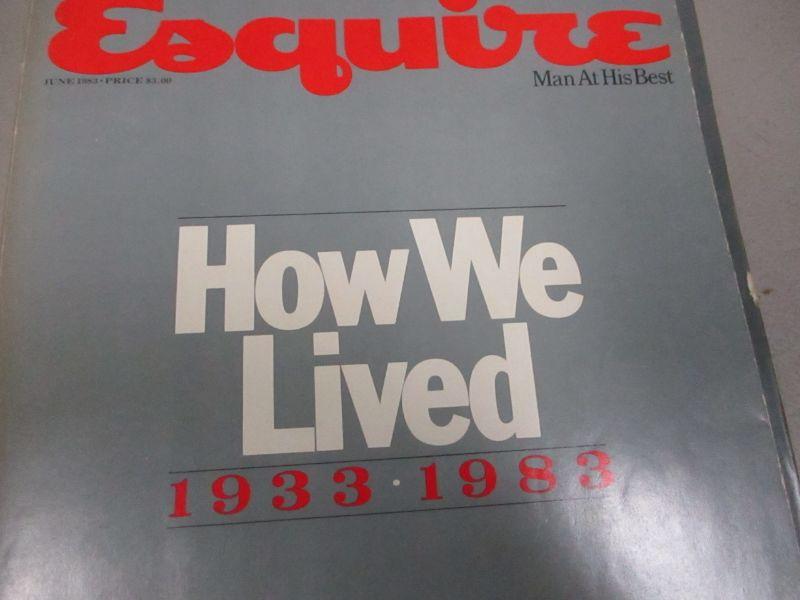 Esquire
JUNE 1983 • PRICE $3.00
Man At His Best
How We
Lived
1933 • 1983